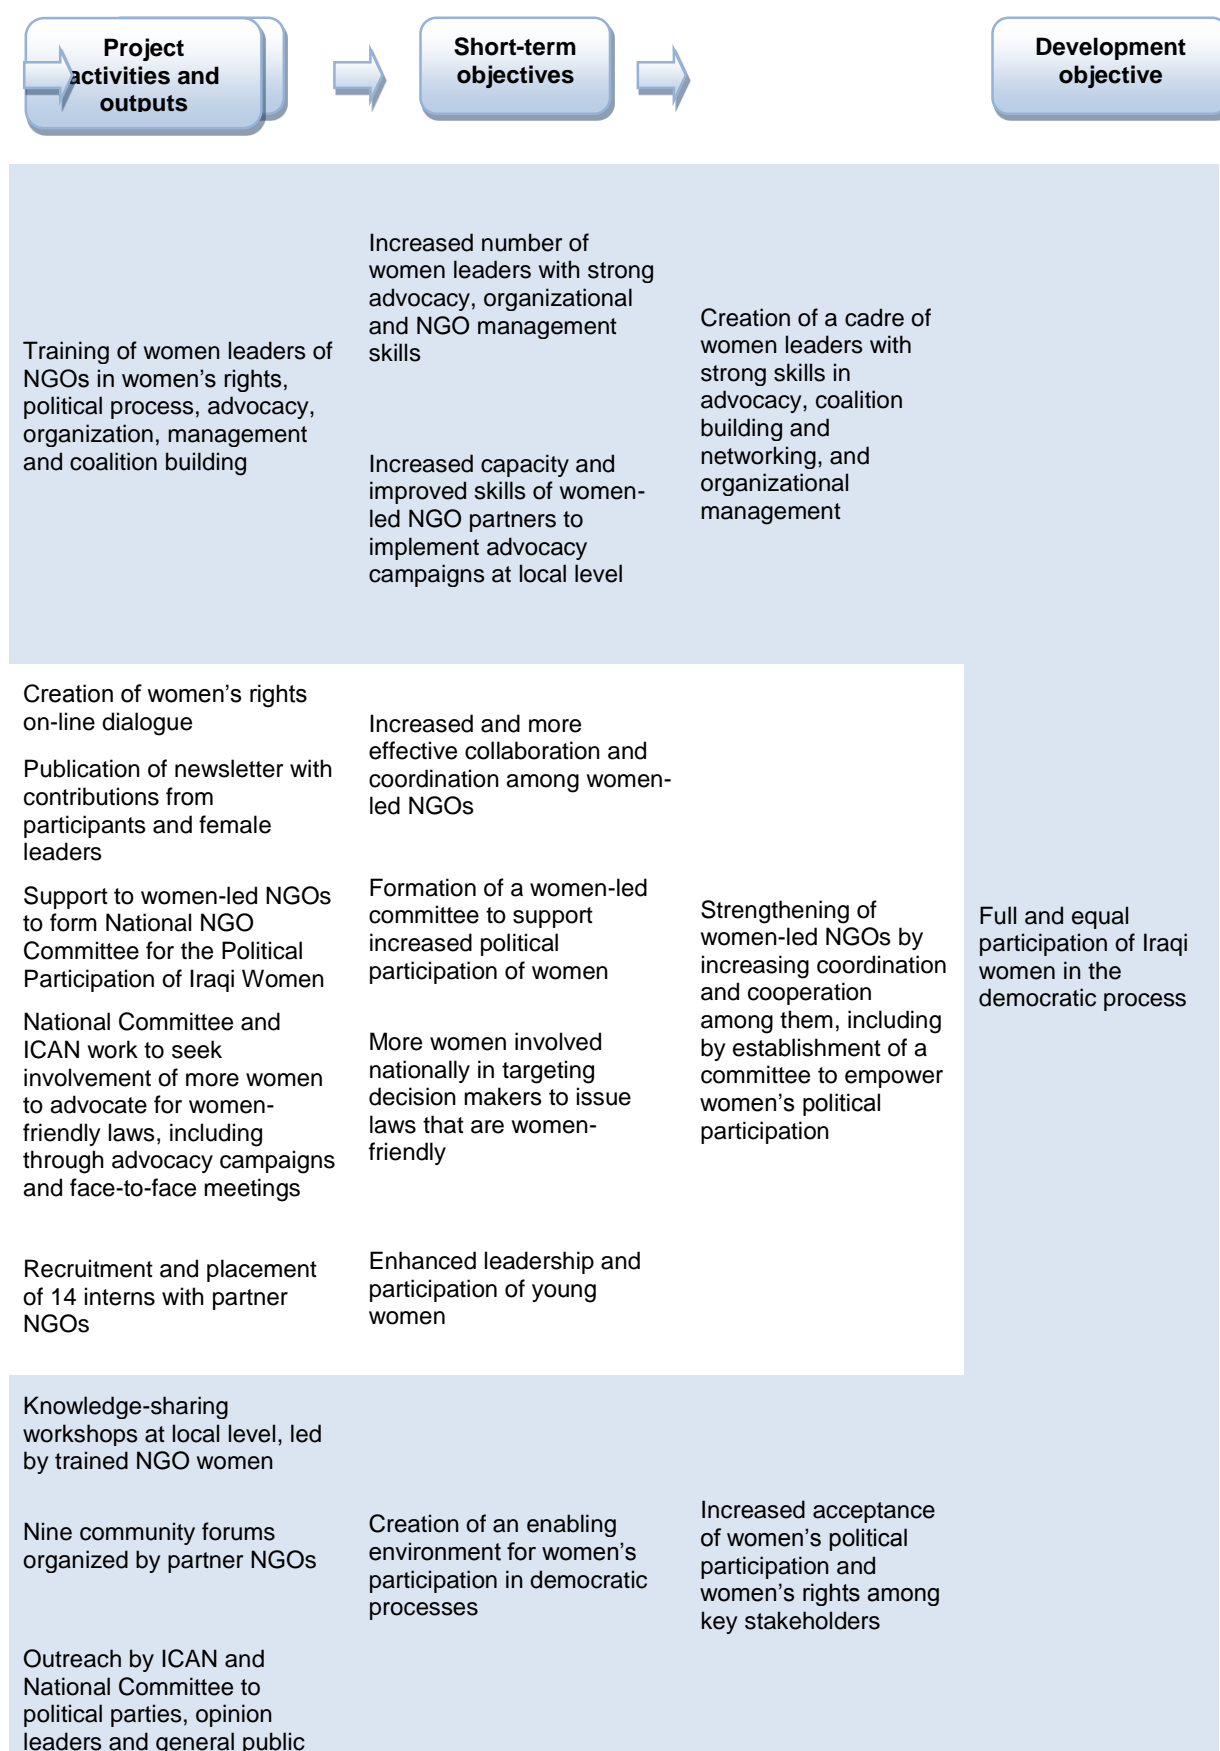 Project
activities and
outputs
Short-term
objectives
Development
objective
Training of women leaders of
NGOs in women’s rights,
political process, advocacy,
organization, management
and coalition building
Increased number of
women leaders with strong
advocacy, organizational
and NGO management
skills
Increased capacity and
improved skills of women-
led NGO partners to
implement advocacy
campaigns at local level
Creation of a cadre of
women leaders with
strong skills in
advocacy, coalition
building and
networking, and
organizational
management
Creation of women’s rights
on-line dialogue
Publication of newsletter with
contributions from
participants and female
leaders
Support to women-led NGOs
to form National NGO
Committee for the Political
Participation of Iraqi Women
National Committee and
ICAN work to seek
involvement of more women
to advocate for women-
friendly laws, including
through advocacy campaigns
and face-to-face meetings
Recruitment and placement
of 14 interns with partner
NGOs
Increased and more
effective collaboration and
coordination among women-
led NGOs
Formation of a women-led
committee to support
increased political
participation of women
More women involved
nationally in targeting
decision makers to issue
laws that are women-
friendly
Enhanced leadership and
participation of young
women
Strengthening of
women-led NGOs by
increasing coordination
and cooperation
among them, including
by establishment of a
committee to empower
women’s political
participation
Full and equal
participation of Iraqi
women in the
democratic process
Knowledge-sharing
workshops at local level, led
by trained NGO women
Nine community forums
organized by partner NGOs
Outreach by ICAN and
National Committee to
political parties, opinion
leaders and general public
Creation of an enabling
environment for women’s
participation in democratic
processes
Increased acceptance
of women’s political
participation and
women’s rights among
key stakeholders